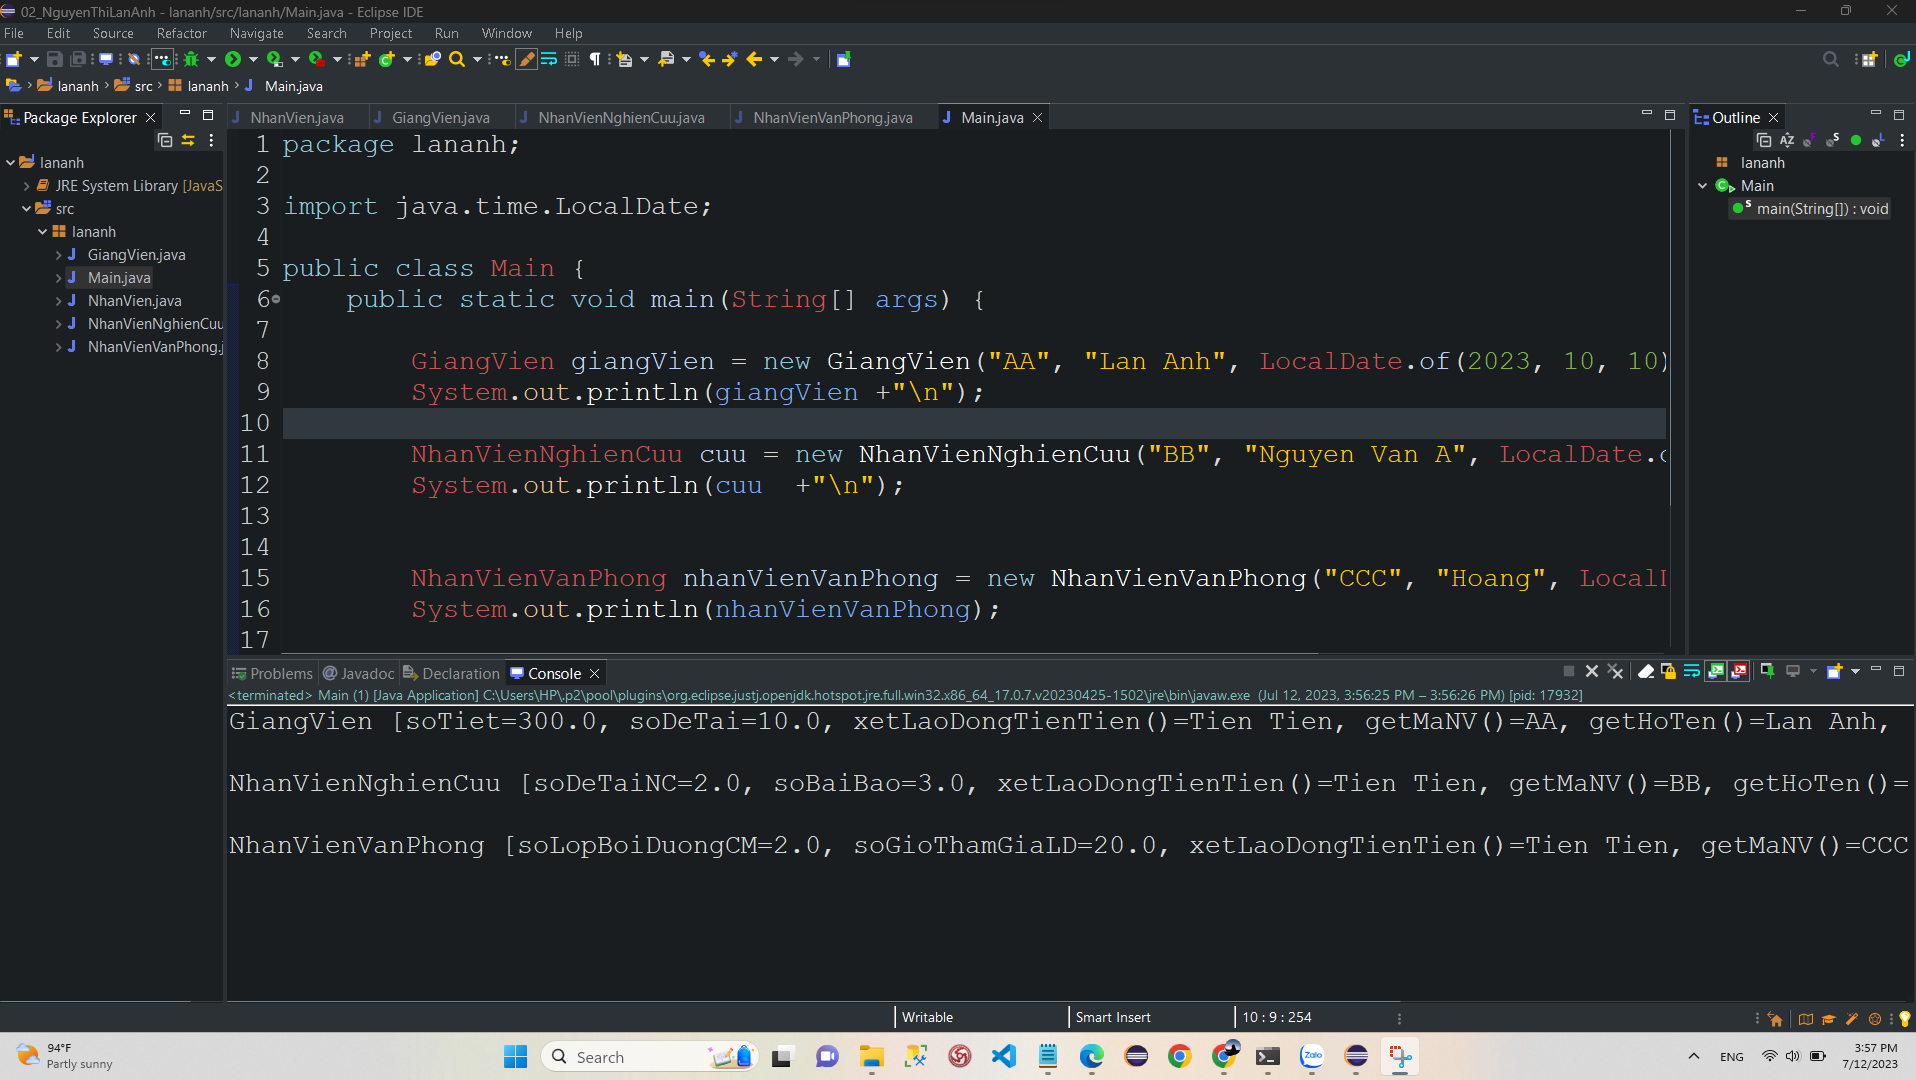 02_NguyenThiLanAnh - lananh/src/lananh/Main.java - Eclipse IDE
File Edit Source Refactor Navigate Search Project Run Window Help
lananh src lananh Main.java
Package Explorer
lananh
JRE System Library [JavaS
src
lananh
GiangVien.java
Main.java
NhanVien.java
NhanVienNghienCuu
NhanVienVanPhong.j
NhanVien.java GiangVien.java NhanVienNghienCuu.java NhanVienVanPhong.java Main.java
1 package lananh;
2
3 import java.time.LocalDate;
4
5 public class Main {
6 public static void main(String[] args) {
7
8 GiangVien giangVien = new GiangVien("AA", "Lan Anh", LocalDate.of(2023, 10, 10)
9 System.out.println(giangVien +"\n");
10
11 NhanVienNghienCuu cuu = new NhanVienNghienCuu("BB", "Nguyen Van A", LocalDate.
12 System.out.println(cuu  +"\n");
13
14
15 NhanVienVanPhong nhanVienVanPhong = new NhanVienVanPhong("CCC", "Hoang", Local
16 System.out.println(nhanVienVanPhong);
17
Outline
lananh
Main
main(String[]) : void
Problems Javadoc Declaration Console
<terminated> Main (1) [Java Application] C:\Users\HP\.p2\pool\plugins\org.eclipse.justj.openjdk.hotspot.jre.full.win32.x86_64_17.0.7.v20230425-1502\jre\bin\javaw.exe (Jul 12, 2023, 3:56:25 PM – 3:56:26 PM) [pid: 17932]
GiangVien [soTiet=300.0, soDeTai=10.0, xetLaoDongTienTien()=Tien Tien, getMaNV()=AA, getHoTen()=Lan Anh,
NhanVienNghienCuu [soDeTaiNC=2.0, soBaiBao=3.0, xetLaoDongTienTien()=Tien Tien, getMaNV()=BB, getHoTen()=
NhanVienVanPhong [soLopBoiDuongCM=2.0, soGioThamGiaLD=20.0, xetLaoDongTienTien()=Tien Tien, getMaNV()=CCC
Writable Smart Insert 10 : 9 : 254
94°F
Partly sunny
Search
Zalo
ENG
3:57 PM
7/12/2023